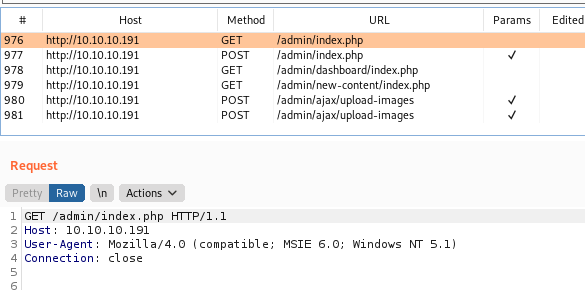 # Host Method URL Params Edited
976 http://10.10.10.191 GET /admin/index.php
977 http://10.10.10.191 POST /admin/index.php ✓
978 http://10.10.10.191 GET /admin/dashboard/index.php
979 http://10.10.10.191 GET /admin/new-content/index.php
980 http://10.10.10.191 POST /admin/ajax/upload-images ✓
981 http://10.10.10.191 POST /admin/ajax/upload-images ✓
Request
Pretty Raw \n Actions
1 GET /admin/index.php HTTP/1.1
2 Host: 10.10.10.191
3 User-Agent: Mozilla/4.0 (compatible; MSIE 6.0; Windows NT 5.1)
4 Connection: close
5
6